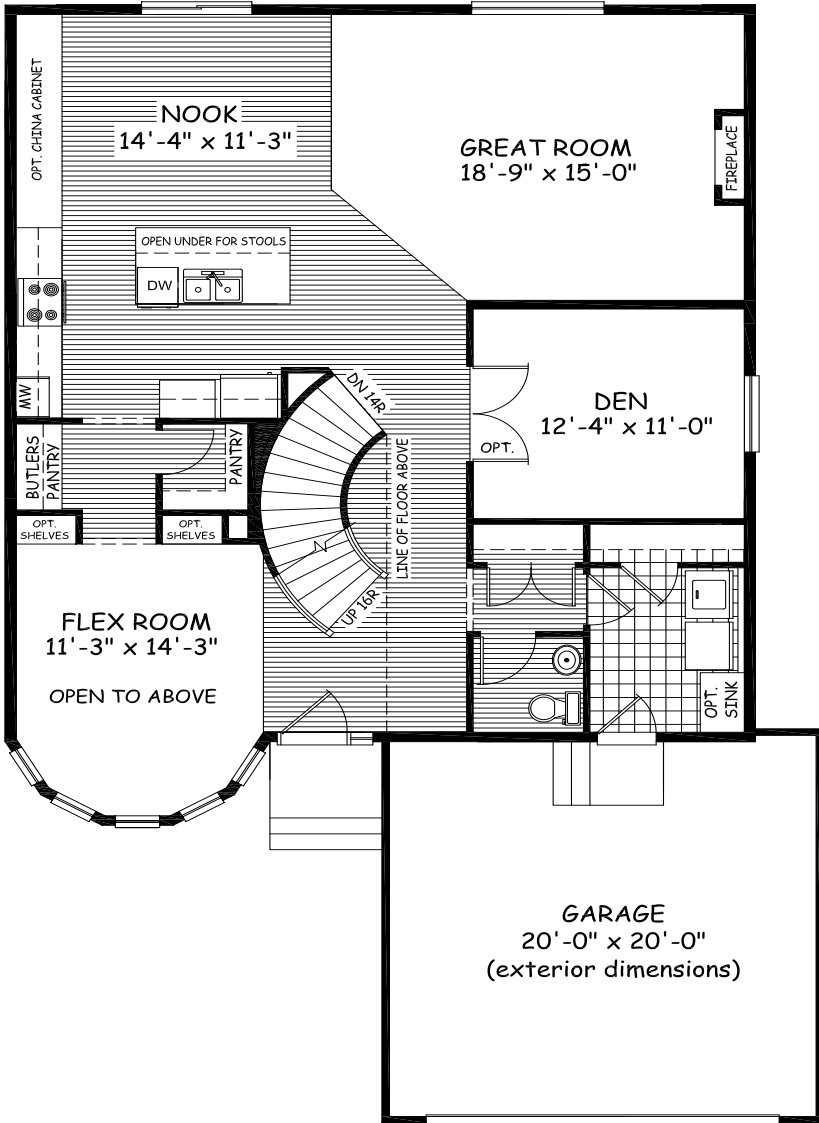 OPT. CHINA CABINET
NOOK
14'-4" x 11'-3"
GREAT ROOM
18'-9" x 15'-0"
FIREPLACE
OPEN UNDER FOR STOOLS
DW
MW
DN 14R
DEN
12'-4" x 11'-0"
OPT.
BUTLERS
PANTRY
PANTRY
LINE OF FLOOR ABOVE
OPT.
SHELVES
OPT.
SHELVES
UP 16R
FLEX ROOM
11'-3" x 14'-3"
OPEN TO ABOVE
OPT.
SINK
GARAGE
20'-0" x 20'-0"
(exterior dimensions)